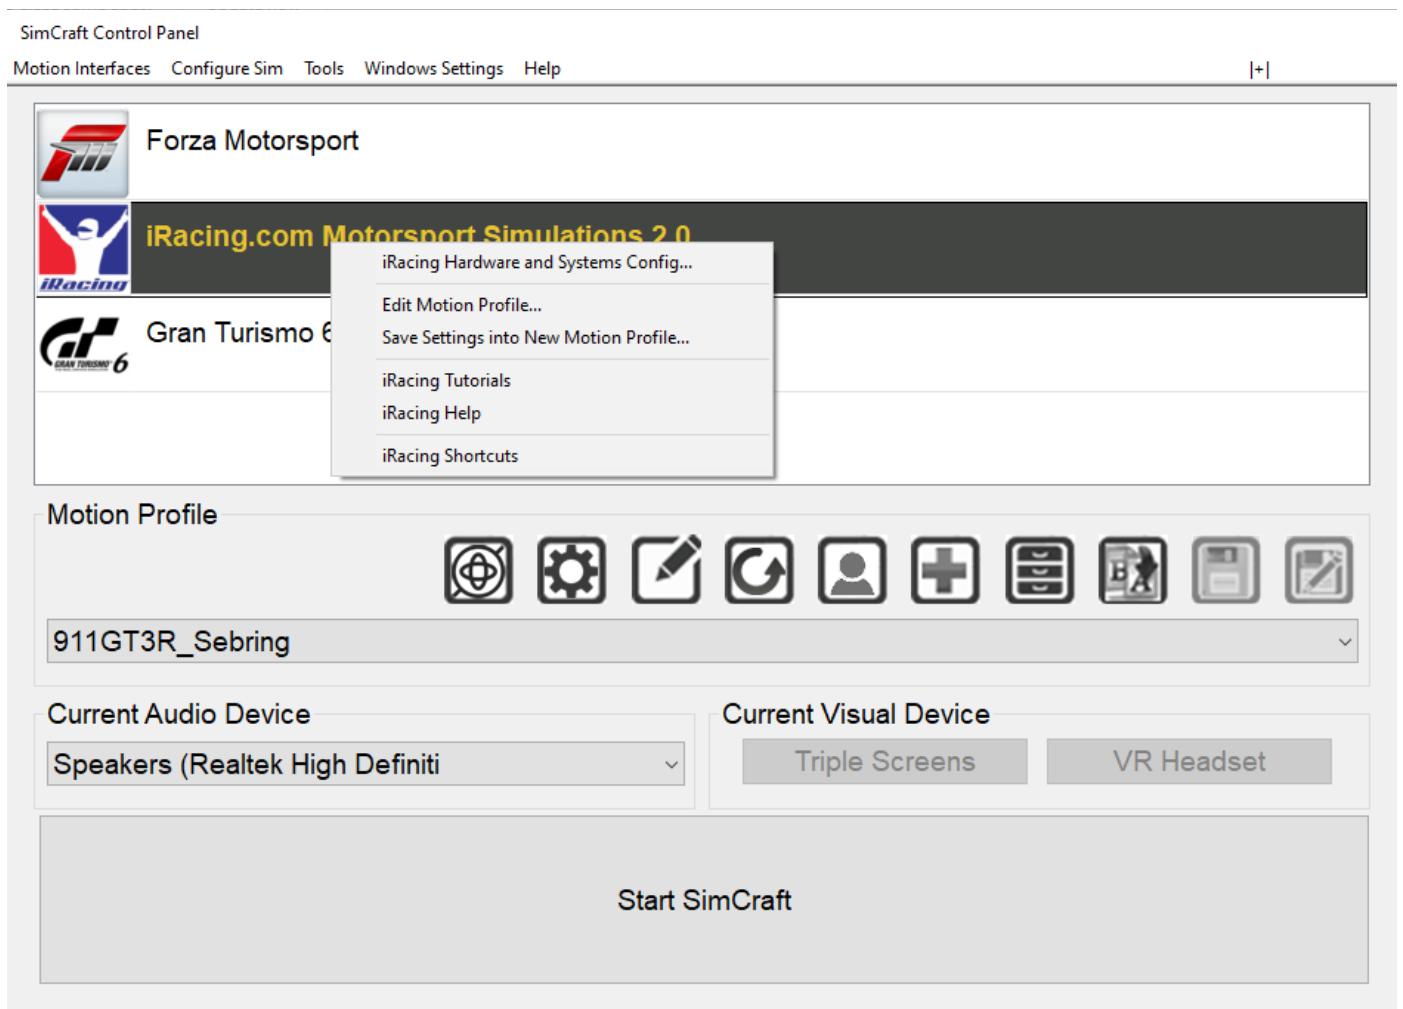 SimCraft Control Panel
Motion Interfaces Configure Sim Tools Windows Settings Help |+|
Forza Motorsport
iRacing.com Motorsport Simulations 2.0
iRacing
iRacing Hardware and Systems Config...
Edit Motion Profile...
Gran Turismo 6
Save Settings into New Motion Profile...
GRAN TURISMO 6
iRacing Tutorials
iRacing Help
iRacing Shortcuts
Motion Profile
B A
911GT3R_Sebring
Current Audio Device
Current Visual Device
Speakers (Realtek High Definiti
Triple Screens
VR Headset
Start SimCraft